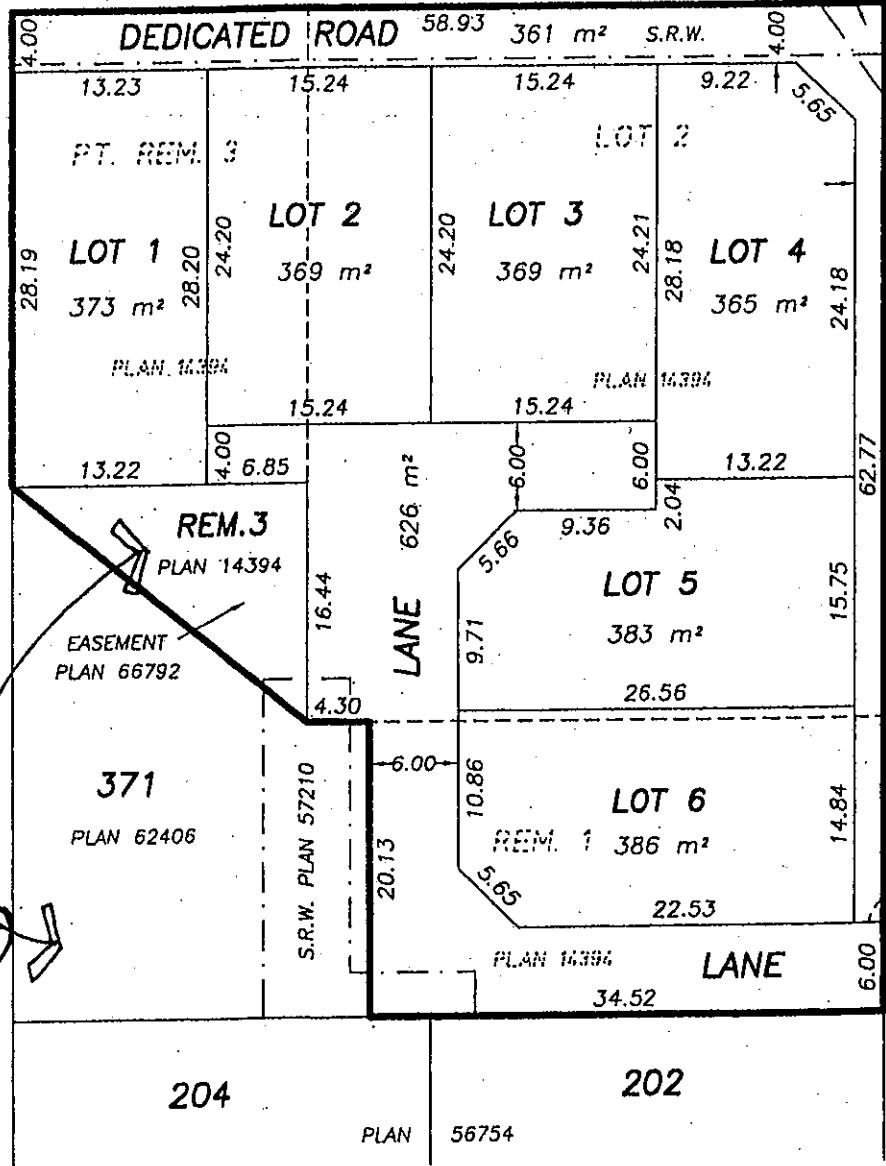 4.00 DEDICATED ROAD 58.93 361 m² S.R.W. 4.00
13.23 15.24 15.24 9.22 5.65
PT. REM. 3 LOT 2
LOT 1
373 m²
28.19
28.20
24.20
LOT 2
369 m²
24.20
LOT 3
369 m²
24.21
28.18
LOT 4
365 m²
24.18
PLAN 14394 PLAN 14394
15.24 15.24
13.22 4.00 6.85 626 m² 6.00 6.00 13.22 62.77
REM.3
PLAN 14394
9.36 2.04
5.66
EASEMENT
PLAN 66792
16.44
LANE
9.71
LOT 5
383 m²
15.75
26.56
4.30
371
PLAN 62406
S.R.W. PLAN 57210
6.00
20.13
10.86
LOT 6
REM. 1 386 m²
14.84
5.65
22.53
PLAN 14394 LANE 6.00
34.52
204 202
PLAN 56754